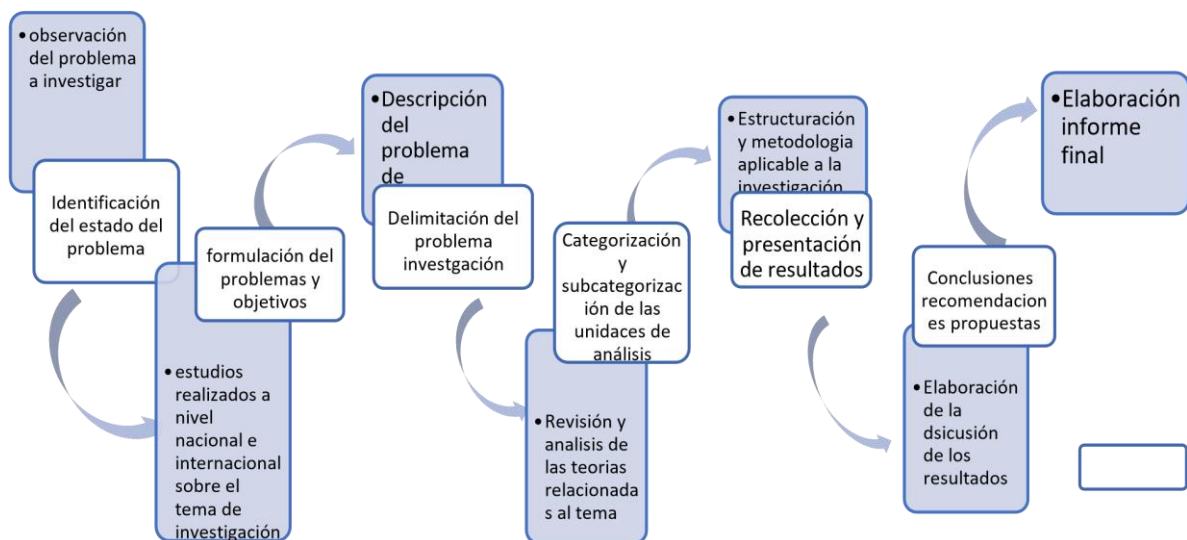 •observación
del problema
a investigar
Identificación
del estado del
problema
•estudios
realizados a
nivel
nacional e
internacional
sobre el
tema de
investigación
formulación del
problemas y
objetivos
•Descripción
del
problema
de
Delimitación del
problema
investgación
•Revisión y
analisis de
las teorias
relacionada
s al tema
Categorización
y
subcategorizac
ión de las
unidaces de
análisis
•Estructuración
y metodologia
aplicable a la
investigación
Recolección y
presentación
de resultados
•Elaboración
de la
dsicusión
de los
resultados
Conclusiones
recomendacion
es propuestas
•Elaboración
informe
final